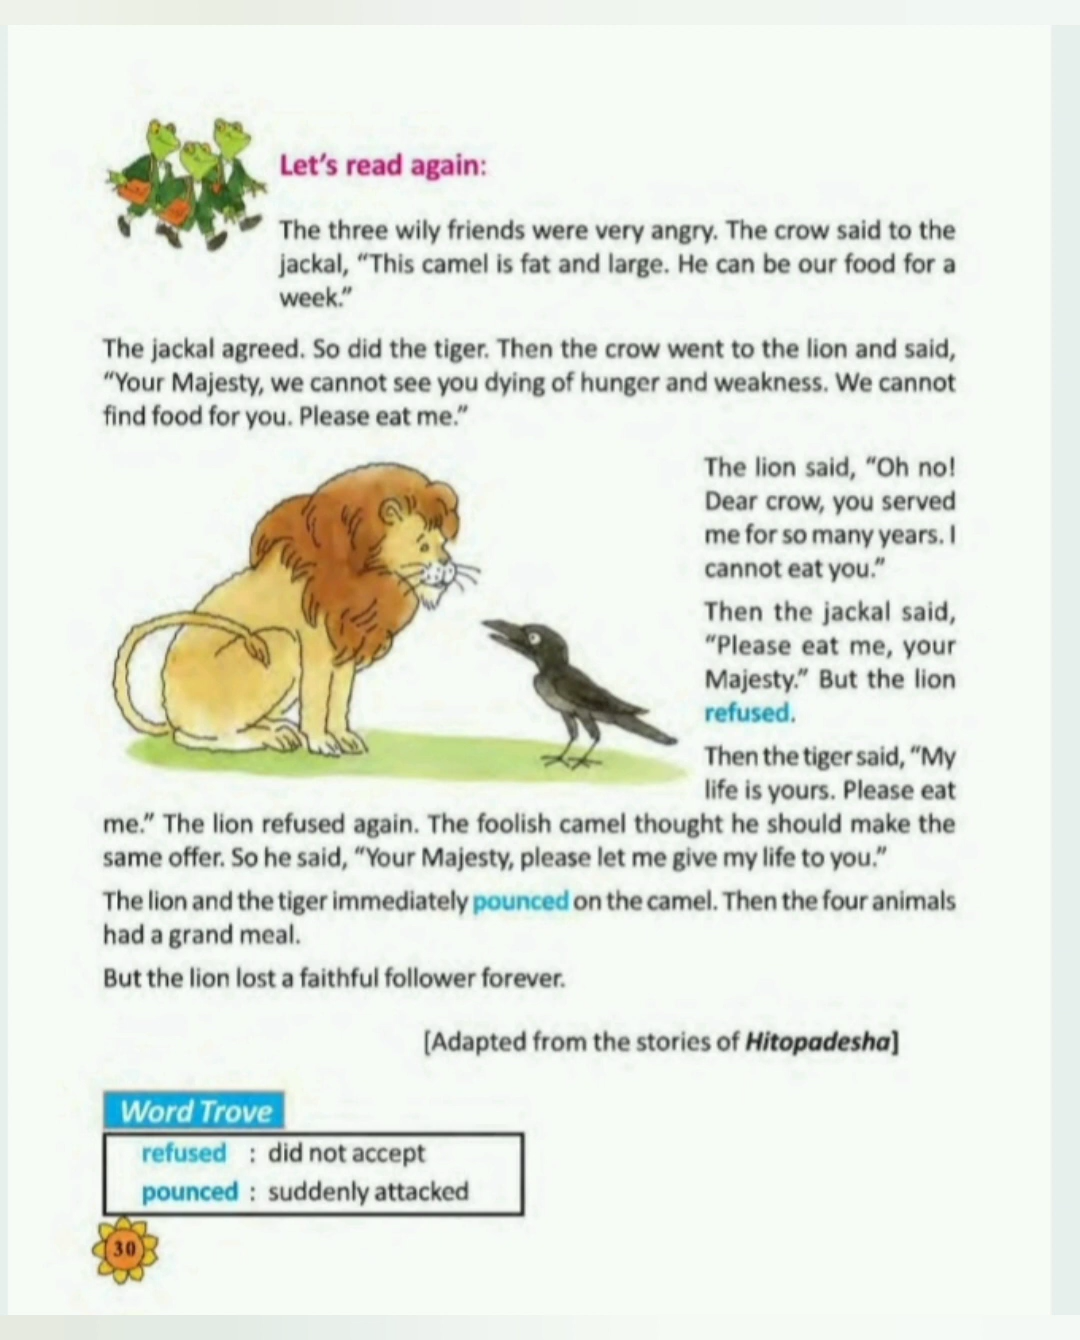 Let's read again:
The three wily friends were very angry. The crow said to the
jackal, “This camel is fat and large. He can be our food for a
week.”
The jackal agreed. So did the tiger. Then the crow went to the lion and said,
“Your Majesty, we cannot see you dying of hunger and weakness. We cannot
find food for you. Please eat me.”
The lion said, “Oh no!
Dear crow, you served
me for so many years. I
cannot eat you.”
Then the jackal said,
“Please eat me, your
Majesty.” But the lion
refused.
Then the tiger said, “My
life is yours. Please eat
me.” The lion refused again. The foolish camel thought he should make the
same offer. So he said, “Your Majesty, please let me give my life to you.”
The lion and the tiger immediately pounced on the camel. Then the four animals
had a grand meal.
But the lion lost a faithful follower forever.
[Adapted from the stories of Hitopadesha]
Word Trove
refused : did not accept
pounced : suddenly attacked
30